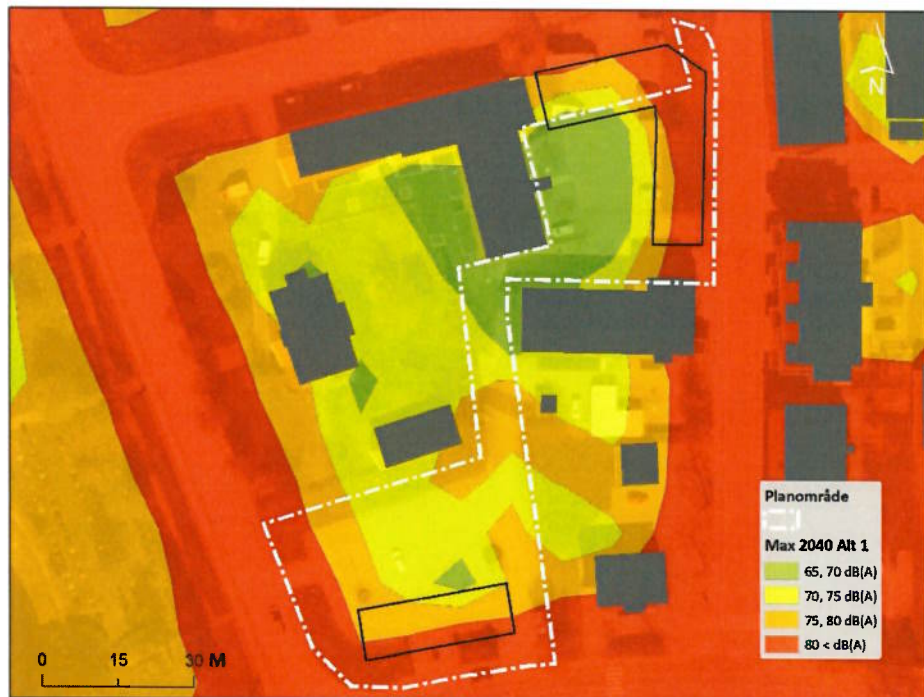 N
Planområde
Max 2040 Alt 1
65, 70 dB(A)
70, 75 dB(A)
75, 80 dB(A)
80 < dB(A)
0 15 30 M